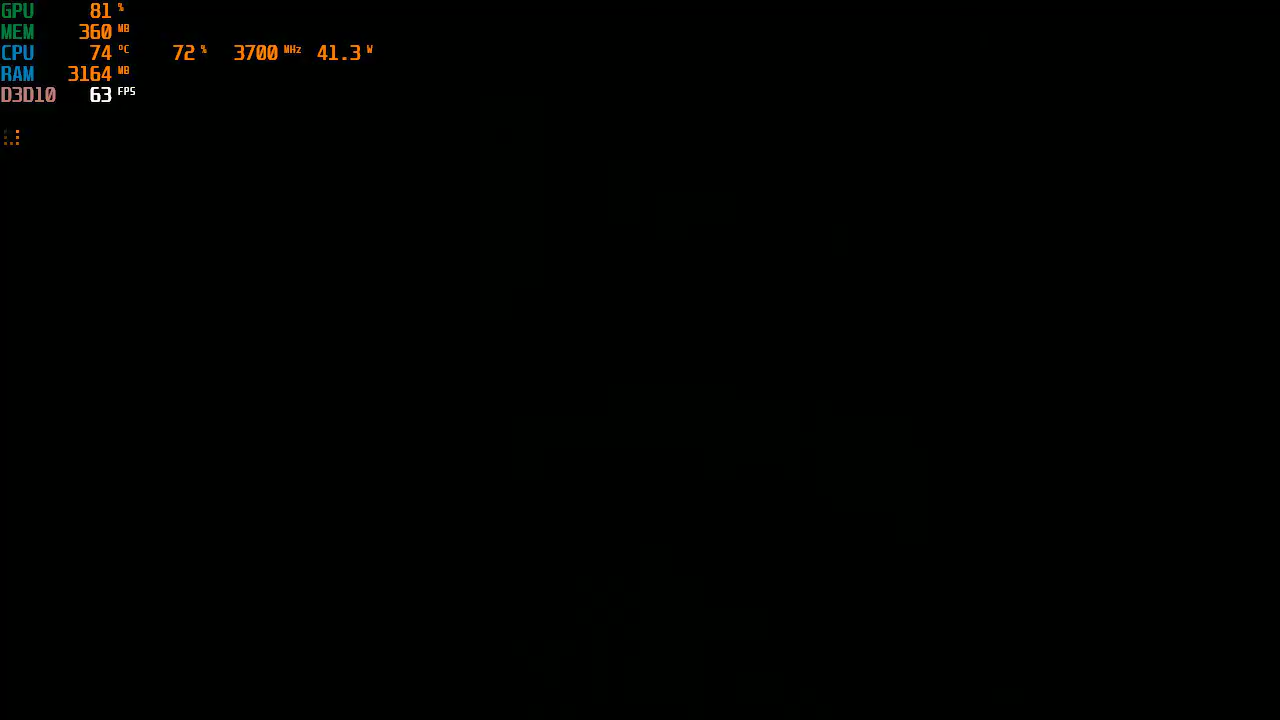 GPU 81 %
MEM 360 MB
CPU 74 °C 72 % 3700 MHz 41.3 W
RAM 3164 MB
D3D10 63 FPS